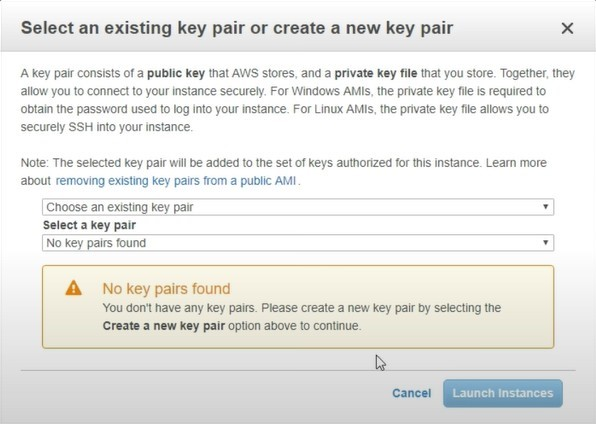 Select an existing key pair or create a new key pair
A key pair consists of a public key that AWS stores, and a private key file that you store. Together, they
allow you to connect to your instance securely. For Windows AMIs, the private key file is required to
obtain the password used to log into your instance. For Linux AMIs, the private key file allows you to
securely SSH into your instance.
Note: The selected key pair will be added to the set of keys authorized for this instance. Learn more
about removing existing key pairs from a public AMI .
Choose an existing key pair
Select a key pair
No key pairs found
No key pairs found
You don't have any key pairs. Please create a new key pair by selecting the
Create a new key pair option above to continue.
Cancel Launch Instances